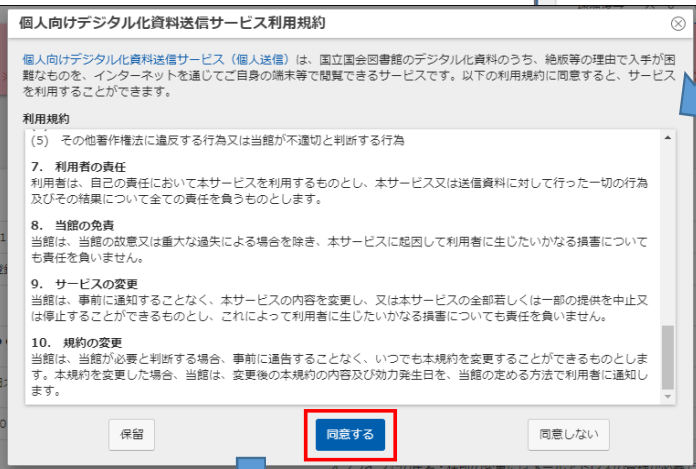 個人向けデジタル化資料送信サービス利用規約
個人向けデジタル化資料送信サービス（個人送信）は、国立国会図書館のデジタル化資料のうち、絶版等の理由で入手が困
難なものを、インターネットを通じてご自身の端末等で閲覧できるサービスです。以下の利用規約に同意すると、サービス
を利用することができます。
利用規約
(5) その他著作権法に違反する行為又は当館が不適切と判断する行為
7. 利用者の責任
利用者は、自己の責任において本サービスを利用するものとし、本サービス又は送信資料に対して行った一切の行為
及びその結果について全ての責任を負うものとします。
8. 当館の免責
当館は、当館の故意又は重大な過失による場合を除き、本サービスに起因して利用者に生じたいかなる損害について
も責任を負いません。
9. サービスの変更
当館は、事前に通知することなく、本サービスの内容を変更し、又は本サービスの全部若しくは一部の提供を中止又
は停止することができるものとし、これによって利用者に生じたいかなる損害についても責任を負いません。
10. 規約の変更
当館は、当館が必要と判断する場合、事前に通告することなく、いつでも本規約を変更することができるものとしま
す。本規約を変更した場合、当館は、変更後の本規約の内容及び効力発生日を、当館の定める方法で利用者に通知し
ます。
保留
同意する
同意しない